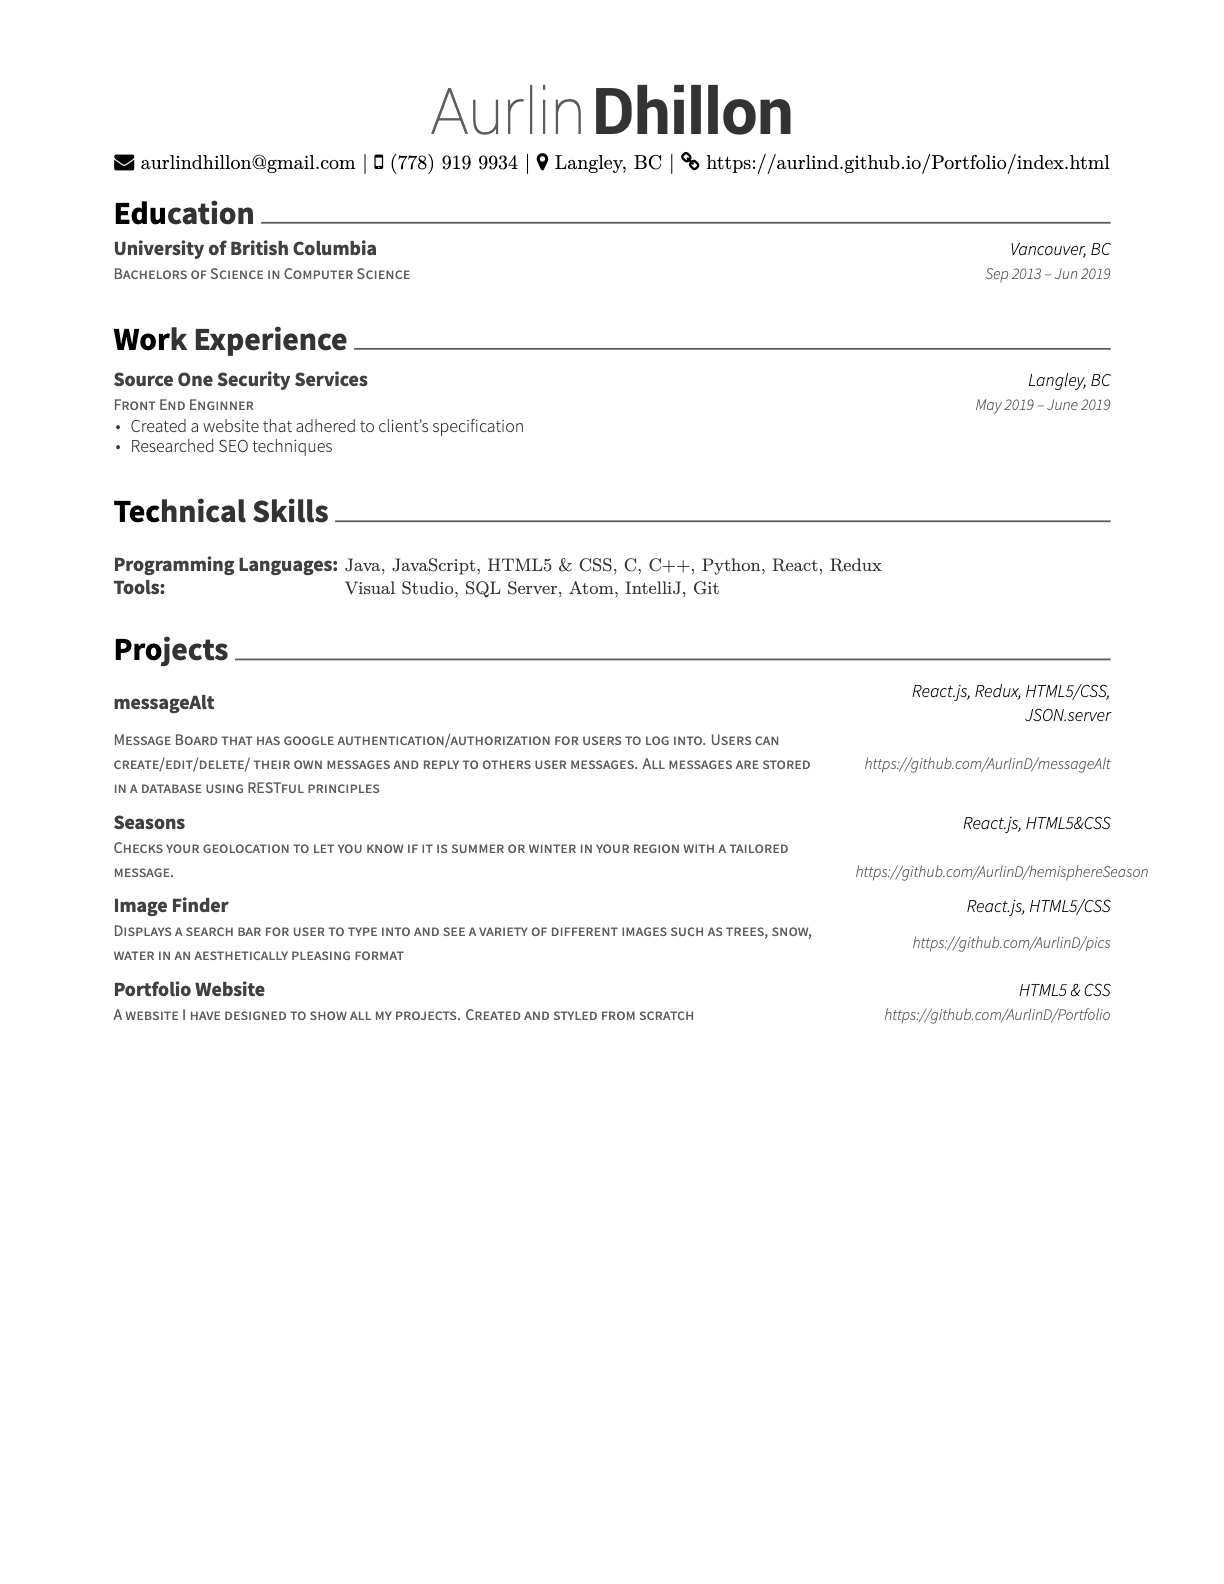 Aurlin Dhillon
aurlindhillon@gmail.com | (778) 919 9934 | Langley, BC | https://aurlind.github.io/Portfolio/index.html
Education
University of British Columbia Vancouver, BC
Bachelors of Science in Computer Science Sep 2013 – Jun 2019
Work Experience
Source One Security Services Langley, BC
Front End Enginner May 2019 – June 2019
• Created a website that adhered to client’s specification
• Researched SEO techniques
Technical Skills
Programming Languages: Java, JavaScript, HTML5 & CSS, C, C++, Python, React, Redux
Tools: Visual Studio, SQL Server, Atom, IntelliJ, Git
Projects
messageAlt React.js, Redux, HTML5/CSS,
JSON.server
Message Board that has google authentication/authorization for users to log into. Users can
create/edit/delete/ their own messages and reply to others user messages. All messages are stored https://github.com/AurlinD/messageAlt
in a database using RESTful principles
Seasons React.js, HTML5&CSS
Checks your geolocation to let you know if it is summer or winter in your region with a tailored
message. https://github.com/AurlinD/hemisphereSeason
Image Finder React.js, HTML5/CSS
Displays a search bar for user to type into and see a variety of different images such as trees, snow,
https://github.com/AurlinD/pics
water in an aesthetically pleasing format
Portfolio Website HTML5 & CSS
A website I have designed to show all my projects. Created and styled from scratch https://github.com/AurlinD/Portfolio